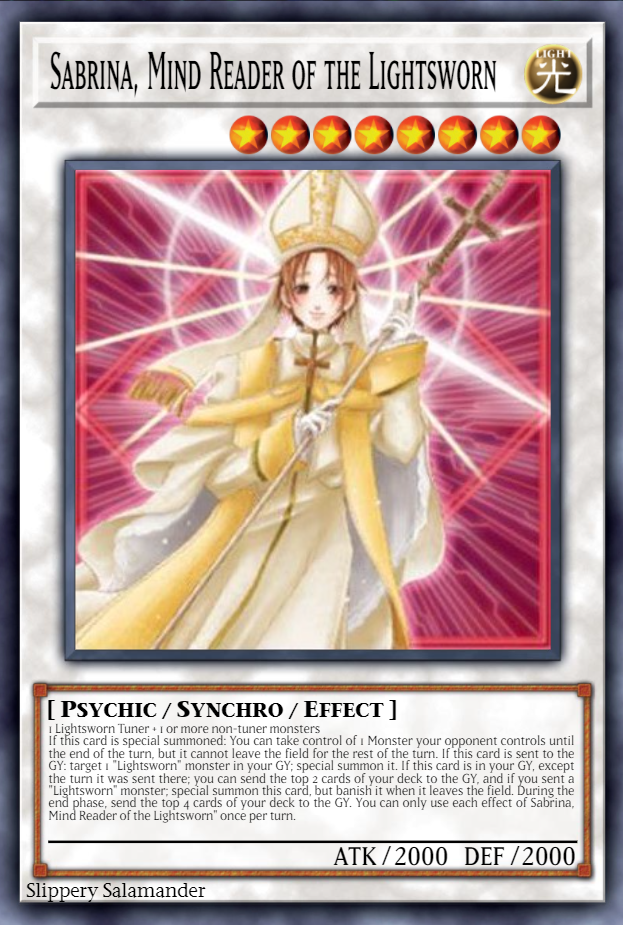 Sabrina, Mind Reader of the Lightsworn
LIGHT
光
[ Psychic / Synchro / Effect ]
1 Lightsworn Tuner + 1 or more non-tuner monsters
If this card is special summoned: You can take control of 1 Monster your opponent controls until
the end of the turn, but it cannot leave the field for the rest of the turn. If this card is sent to the
GY: target 1 "Lightsworn" monster in your GY; special summon it. If this card is in your GY, except
the turn it was sent there; you can send the top 2 cards of your deck to the GY, and if you sent a
"Lightsworn" monster; special summon this card, but banish it when it leaves the field. During the
end phase, send the top 4 cards of your deck to the GY. You can only use each effect of Sabrina,
Mind Reader of the Lightsworn" once per turn.
ATK/2000 DEF/2000
Slippery Salamander